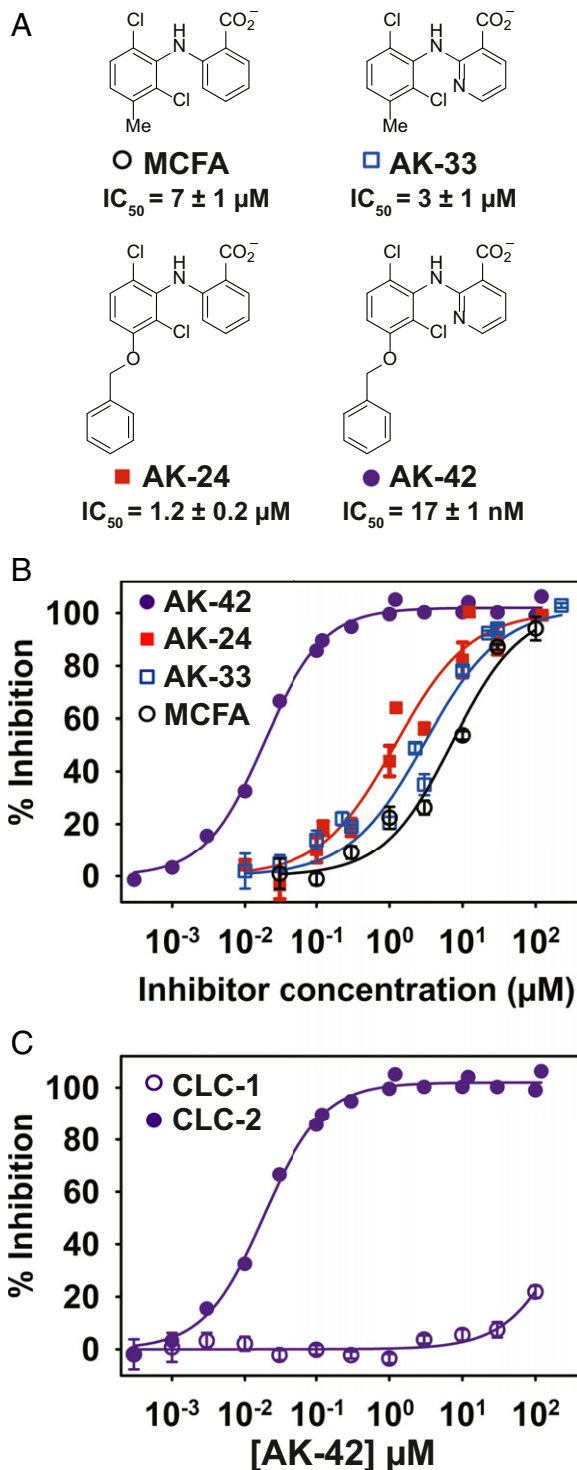 A
Cl H N CO₂⁻ Cl H N CO₂⁻
Cl Cl N
Me Me
MCFA AK-33
IC₅₀ = 7 ± 1 µM IC₅₀ = 3 ± 1 µM
Cl H N CO₂⁻ Cl H N CO₂⁻
Cl Cl N
O O
AK-24 AK-42
IC₅₀ = 1.2 ± 0.2 µM IC₅₀ = 17 ± 1 nM
B
AK-42
AK-24
AK-33
MCFA
% Inhibition
100
80
60
40
20
0
10⁻³ 10⁻² 10⁻¹ 10⁰ 10¹ 10²
Inhibitor concentration (µM)
C
CLC-1
CLC-2
% Inhibition
100
80
60
40
20
0
10⁻³ 10⁻² 10⁻¹ 10⁰ 10¹ 10²
[AK-42] µM